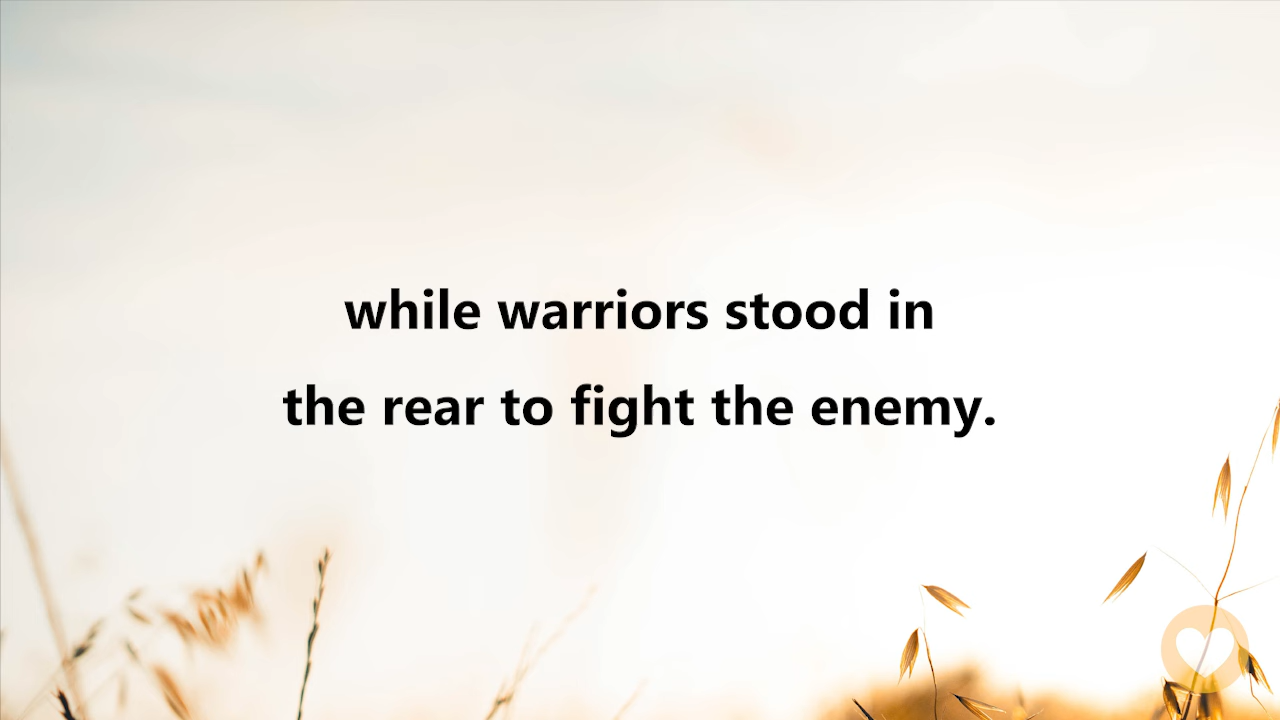 while warriors stood in
the rear to fight the enemy.